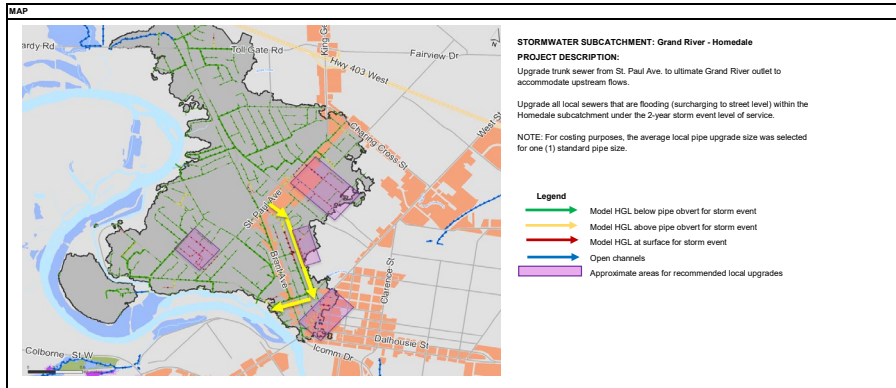 MAP
STORMWATER SUBCATCHMENT: Grand River - Homedale
PROJECT DESCRIPTION:
Upgrade trunk sewer from St. Paul Ave. to ultimate Grand River outlet to
accommodate upstream flows.
Upgrade all local sewers that are flooding (surcharging to street level) within the
Homedale subcatchment under the 2-year storm event level of service.
NOTE: For costing purposes, the average local pipe upgrade size was selected
for one (1) standard pipe size.
Legend
Model HGL below pipe obvert for storm event
Model HGL above pipe obvert for storm event
Model HGL at surface for storm event
Open channels
Approximate areas for recommended local upgrades
ardy Rd
Toll Gate Rd
King Ge
Fairview Dr
Hwy 403 West
West St
Charing Cross St
St Paul Ave
Brant Ave
Clarence St
Dalhousie St
Icomm Dr
Colborne St W
N